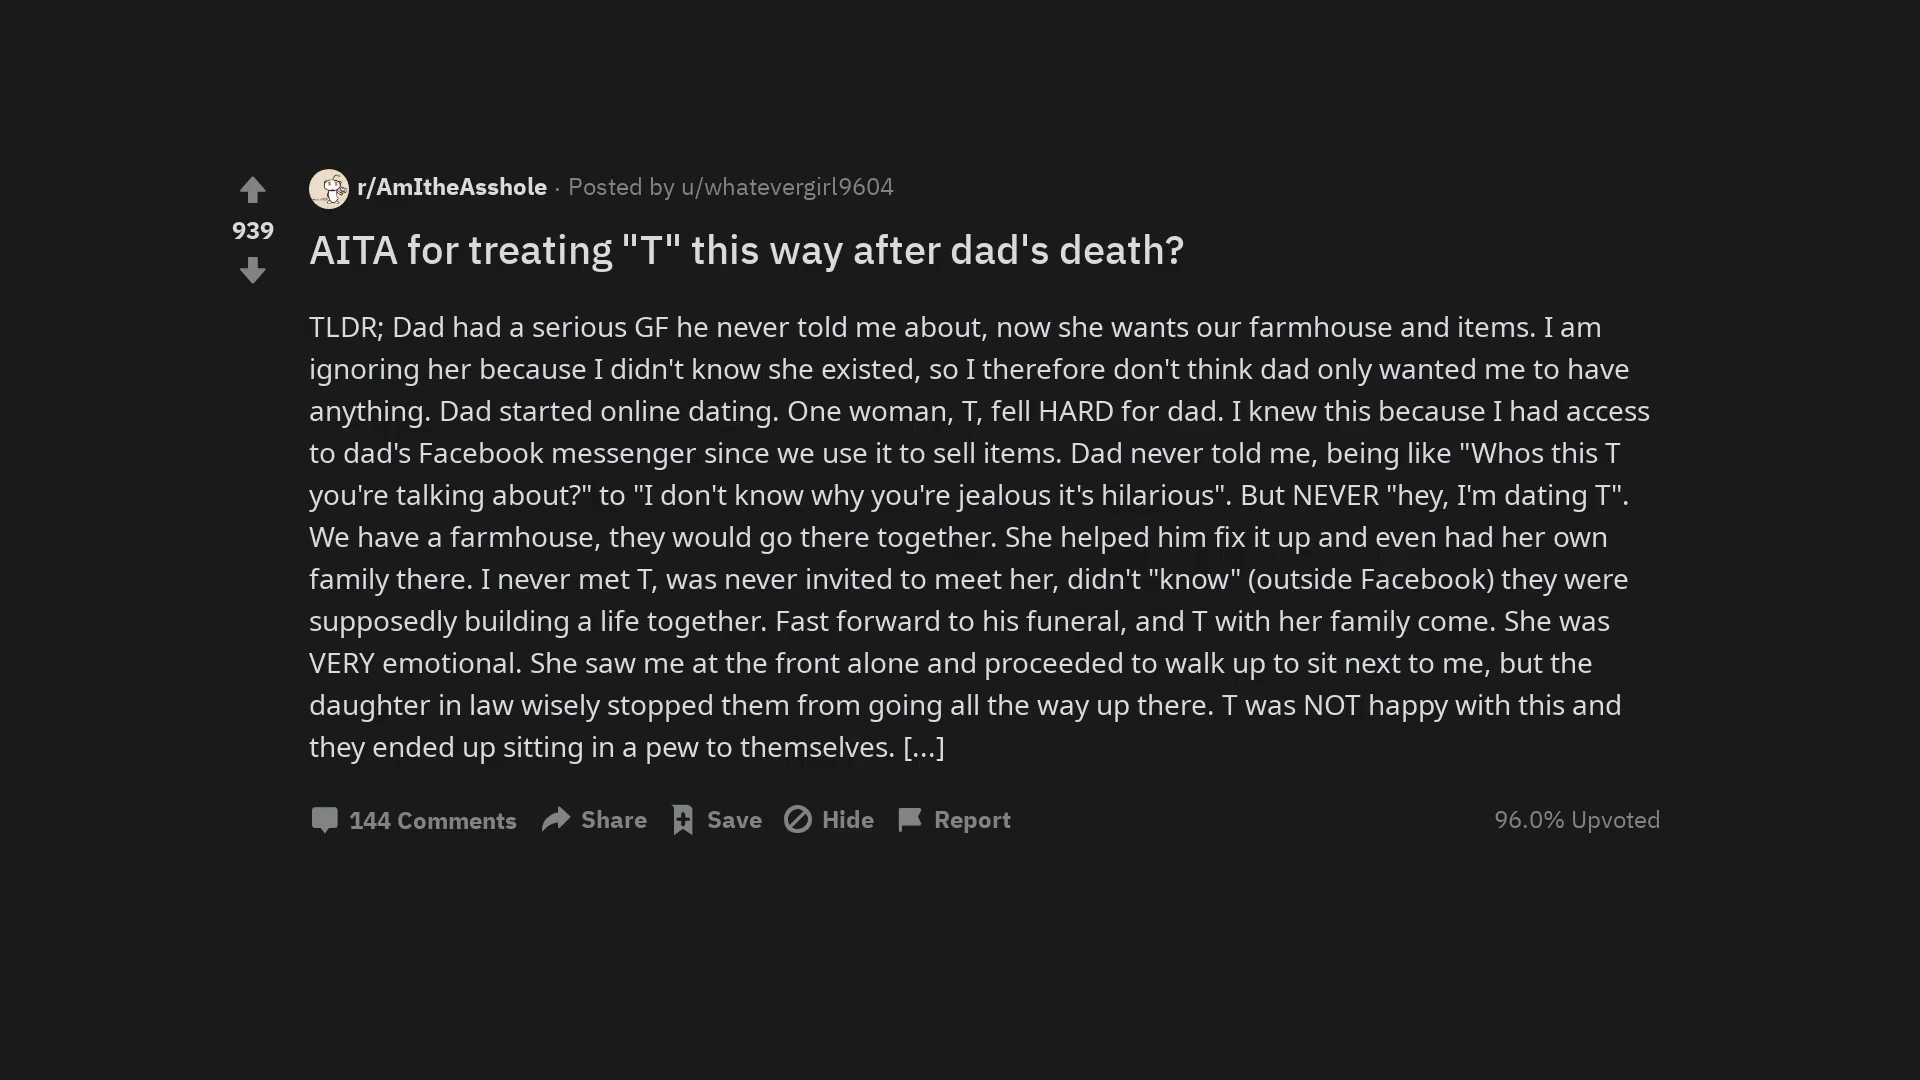 r/AmItheAsshole · Posted by u/whatevergirl9604
939
AITA for treating "T" this way after dad's death?
TLDR; Dad had a serious GF he never told me about, now she wants our farmhouse and items. I am
ignoring her because I didn't know she existed, so I therefore don't think dad only wanted me to have
anything. Dad started online dating. One woman, T, fell HARD for dad. I knew this because I had access
to dad's Facebook messenger since we use it to sell items. Dad never told me, being like "Whos this T
you're talking about?" to "I don't know why you're jealous it's hilarious". But NEVER "hey, I'm dating T".
We have a farmhouse, they would go there together. She helped him fix it up and even had her own
family there. I never met T, was never invited to meet her, didn't "know" (outside Facebook) they were
supposedly building a life together. Fast forward to his funeral, and T with her family come. She was
VERY emotional. She saw me at the front alone and proceeded to walk up to sit next to me, but the
daughter in law wisely stopped them from going all the way up there. T was NOT happy with this and
they ended up sitting in a pew to themselves. [...]
144 Comments Share Save Hide Report 96.0% Upvoted